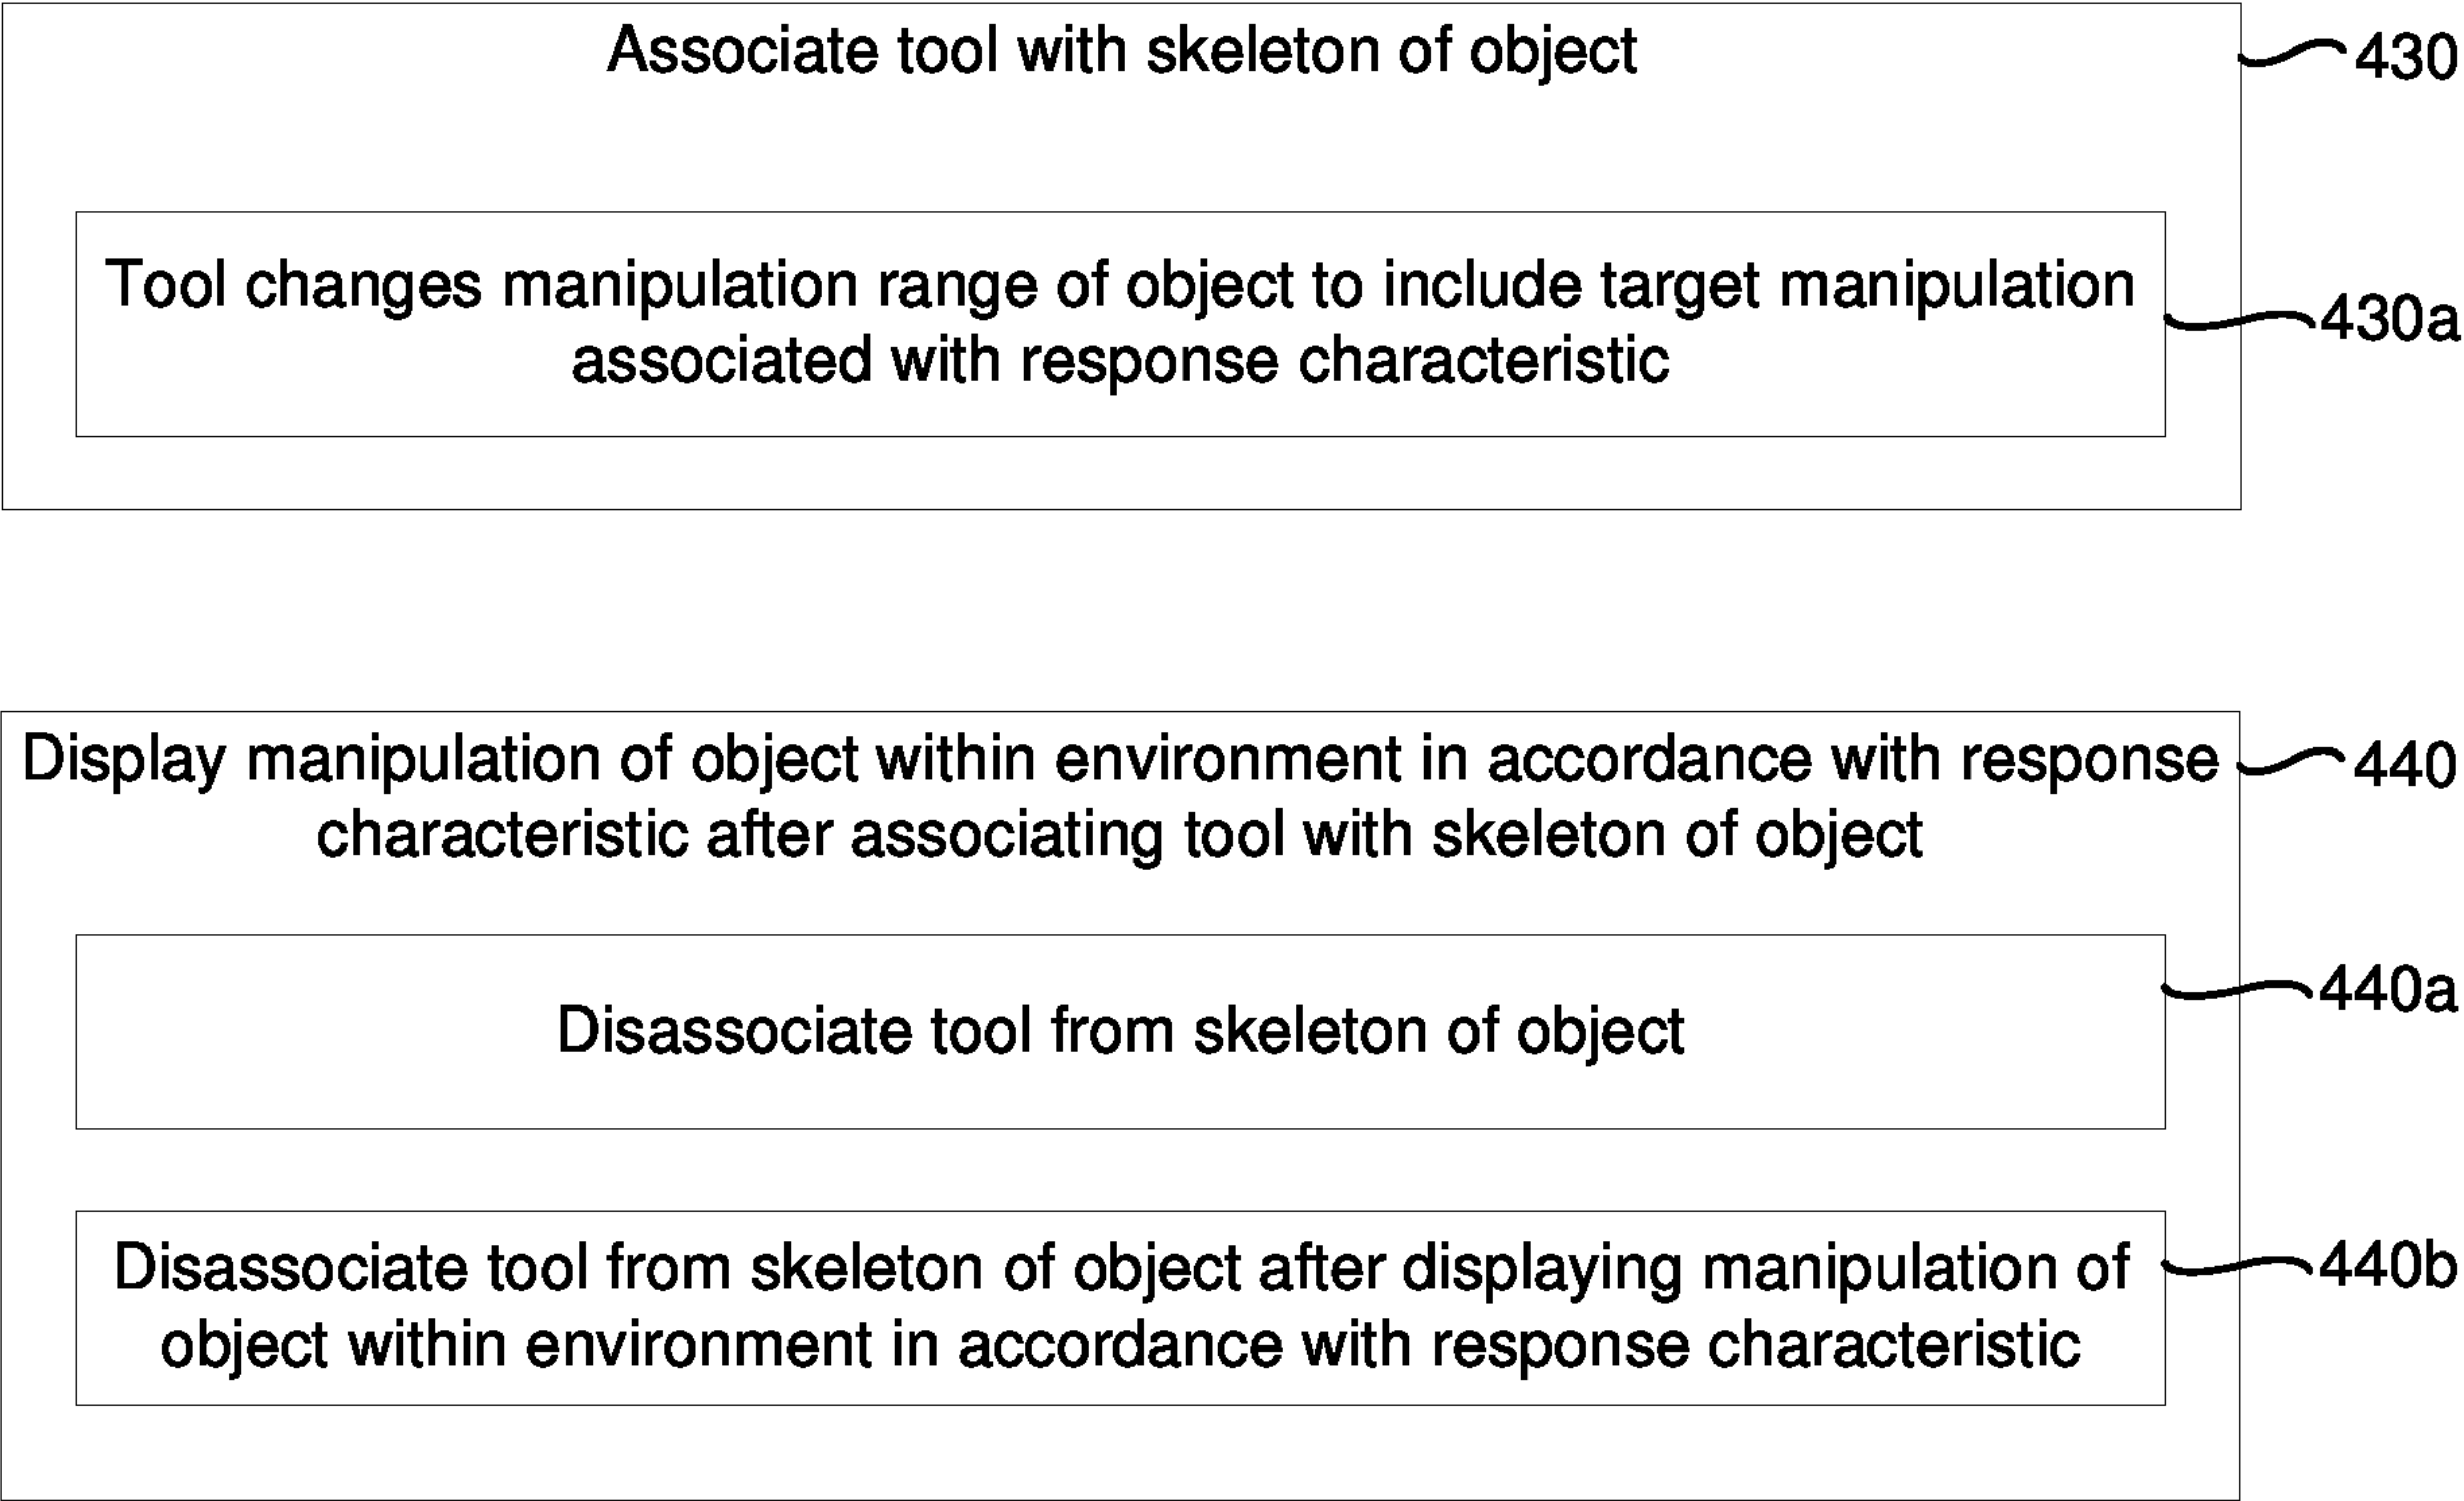 Associate tool with skeleton of object
430
Tool changes manipulation range of object to include target manipulation
associated with response characteristic
430a
Display manipulation of object within environment in accordance with response
characteristic after associating tool with skeleton of object
440
Disassociate tool from skeleton of object
440a
Disassociate tool from skeleton of object after displaying manipulation of
object within environment in accordance with response characteristic
440b